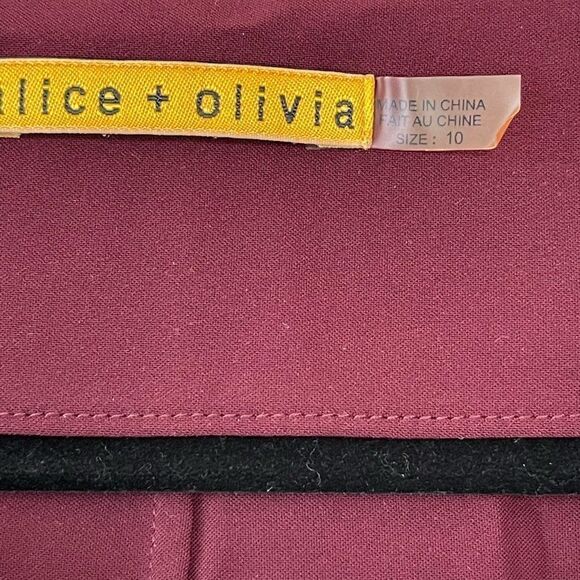 alice + olivia
MADE IN CHINA
FAIT AU CHINE
SIZE : 10